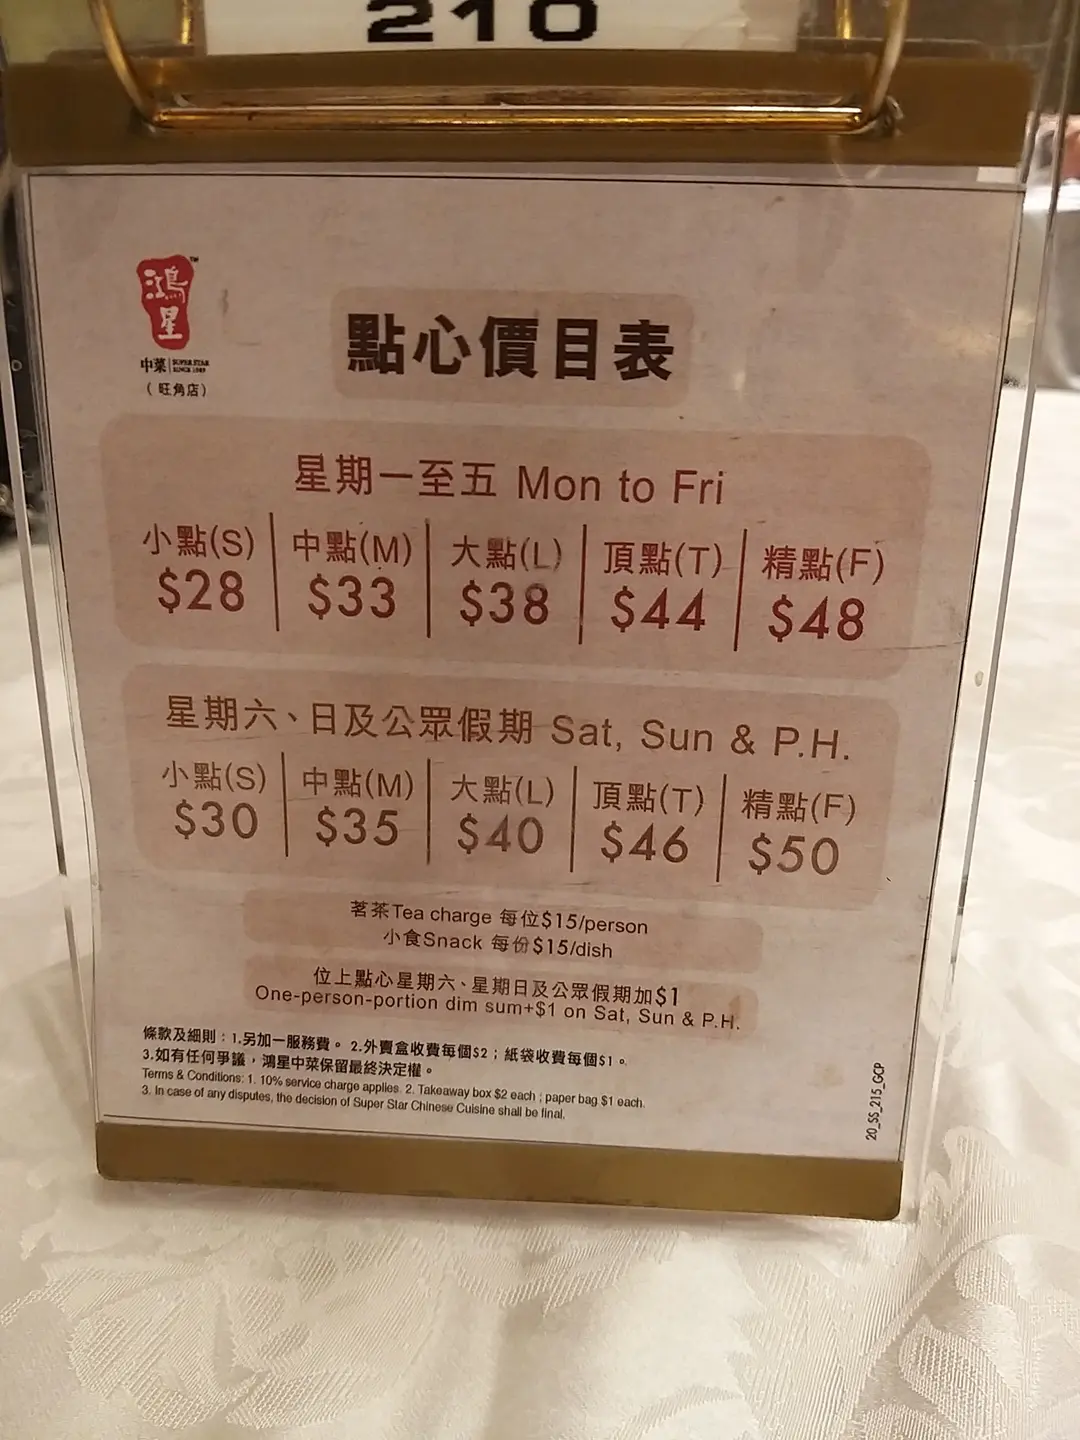 210
鴻星
TM
中菜 SUPER STAR
SINCE 1989
(旺角店)
點心價目表
星期一至五 Mon to Fri
小點(S) 中點(M) 大點(L) 頂點(T) 精點(F)
$28 $33 $38 $44 $48
星期六、日及公眾假期 Sat, Sun & P.H.
小點(S) 中點(M) 大點(L) 頂點(T) 精點(F)
$30 $35 $40 $46 $50
茗茶Tea charge 每位$15/person
小食Snack 每份$15/dish
位上點心星期六、星期日及公眾假期加$1
One-person-portion dim sum+$1 on Sat, Sun & P.H.
條款及細則：1.另加一服務費。 2.外賣盒收費每個$2；紙袋收費每個$1。
3.如有任何爭議，鴻星中菜保留最終決定權。
Terms & Conditions: 1. 10% service charge applies. 2. Takeaway box $2 each ; paper bag $1 each.
3. In case of any disputes, the decision of Super Star Chinese Cuisine shall be final.
20_SS_215_GCP